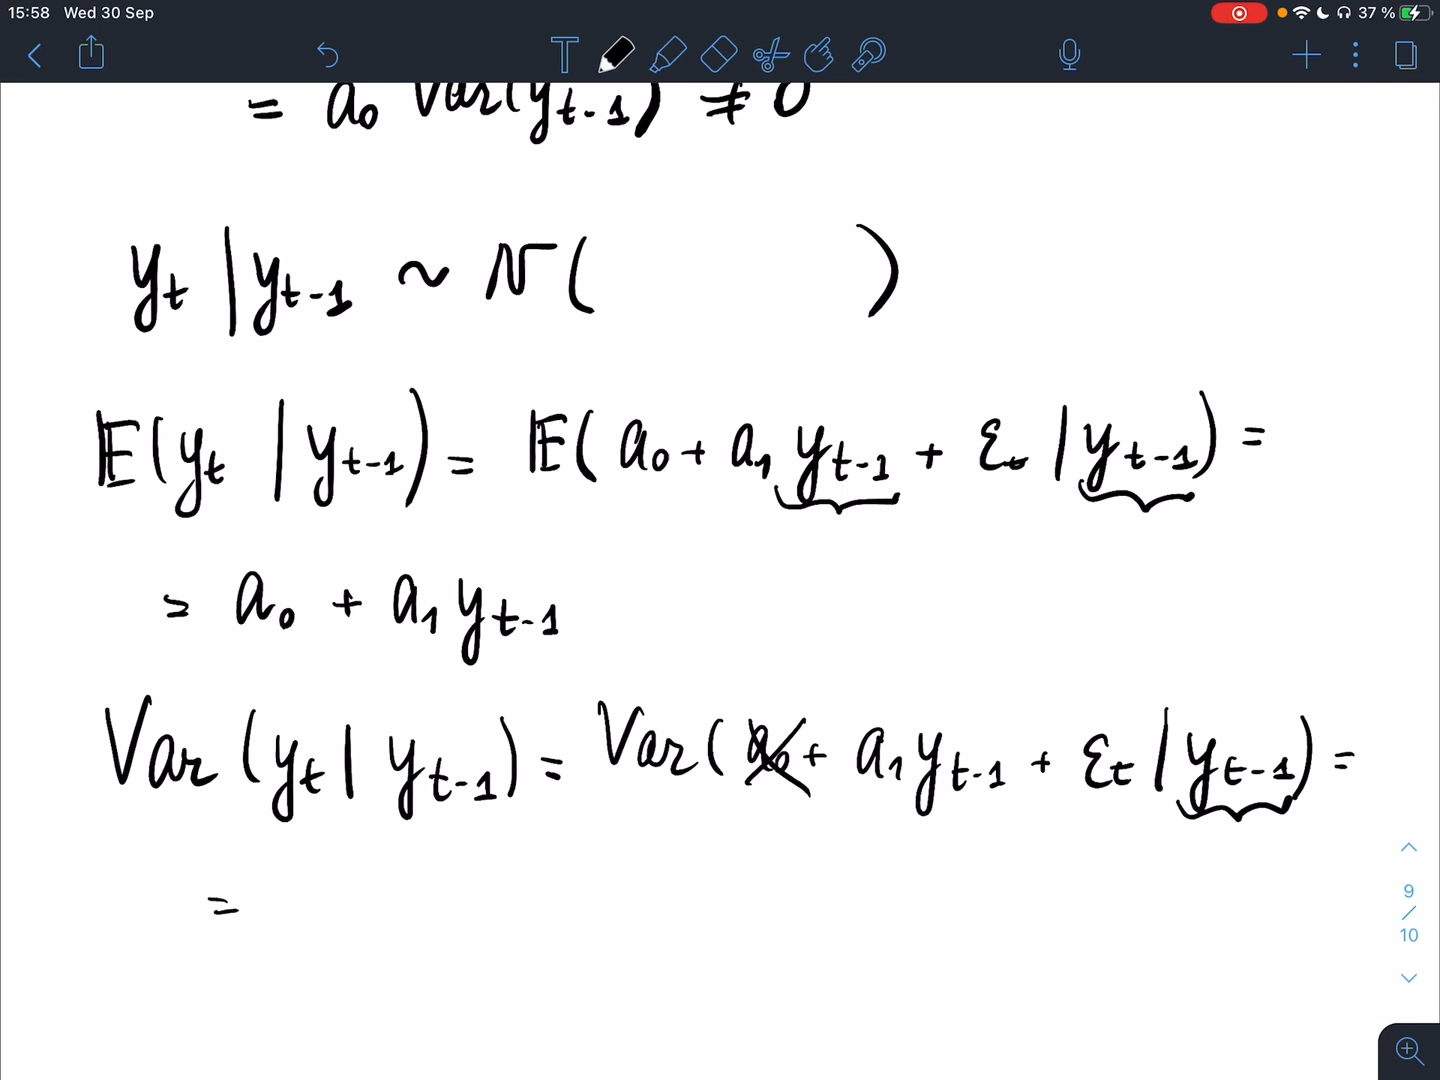 15:58 Wed 30 Sep 37 %
T
= a₀ Var(y_{t-1}) ≠ 0
y_t | y_{t-1} ~ N( )
E(y_t | y_{t-1}) = E(a₀ + a₁ y_{t-1} + ε_t | y_{t-1}) =
= a₀ + a₁ y_{t-1}
Var(y_t | y_{t-1}) = Var(a₀ + a₁ y_{t-1} + ε_t | y_{t-1}) =
=
9
/
10